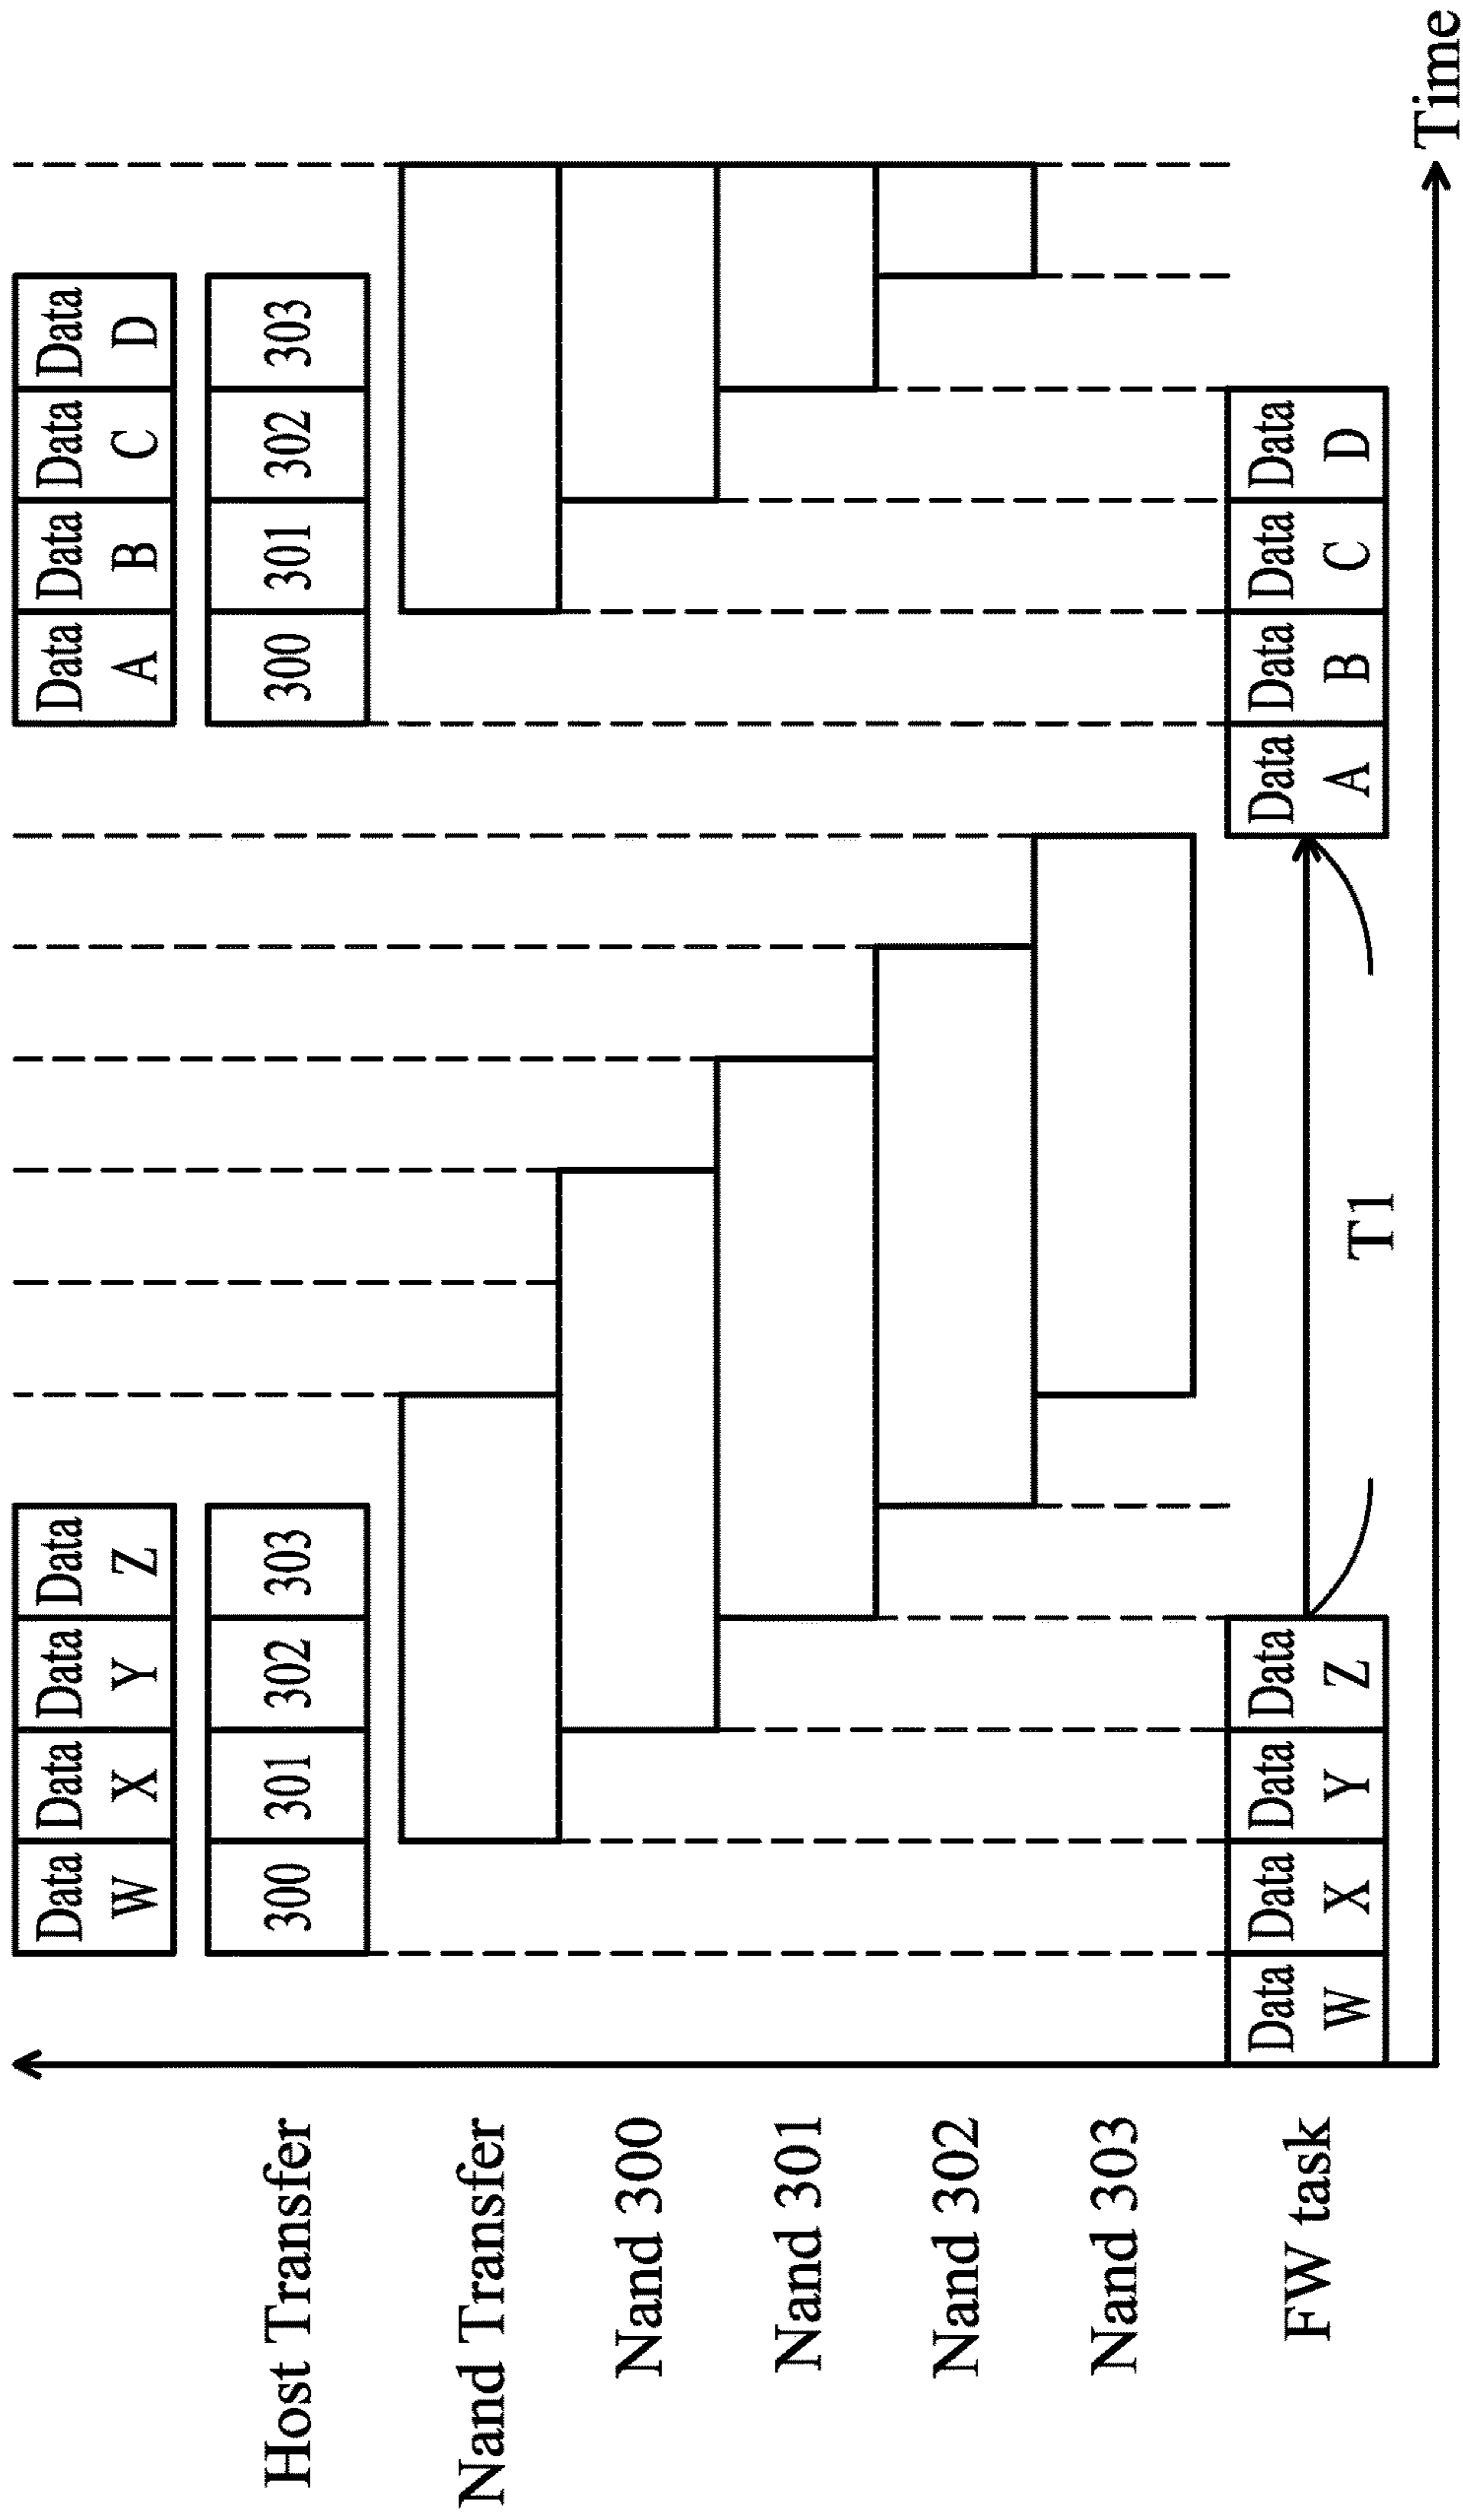 Data W
Data X
Data Y
Data Z
Data A
Data B
Data C
Data D
Host Transfer
300
301
302
303
300
301
302
303
Nand Transfer
Nand 300
Nand 301
Nand 302
Nand 303
FW task
Data W
Data X
Data Y
Data Z
Data A
Data B
Data C
Data D
T1
Time